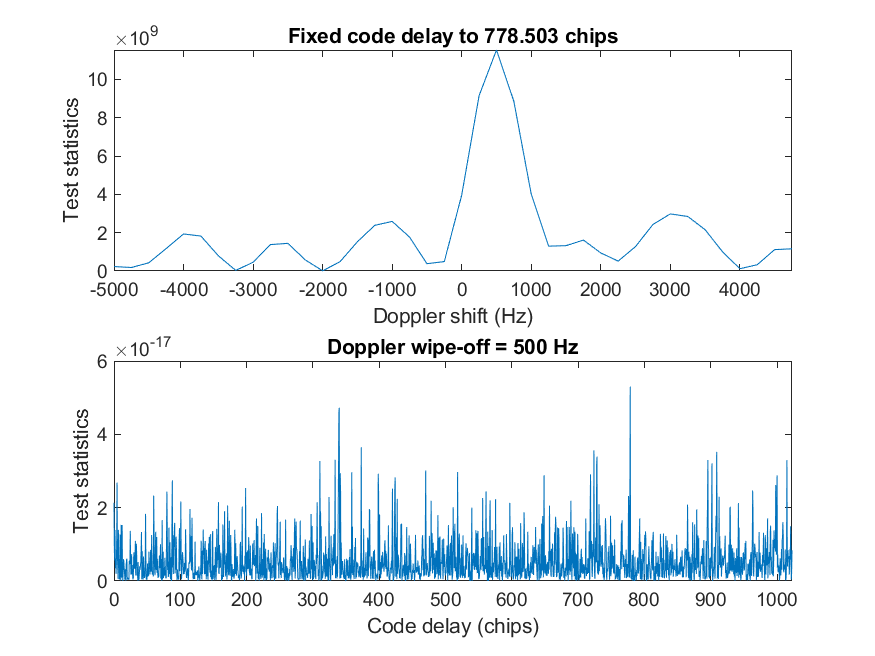 ×10⁹
Fixed code delay to 778.503 chips
Test statistics
10
8
6
4
2
0
-5000 -4000 -3000 -2000 -1000 0 1000 2000 3000 4000
Doppler shift (Hz)
×10⁻¹⁷
Doppler wipe-off = 500 Hz
Test statistics
6
4
2
0
0 100 200 300 400 500 600 700 800 900 1000
Code delay (chips)